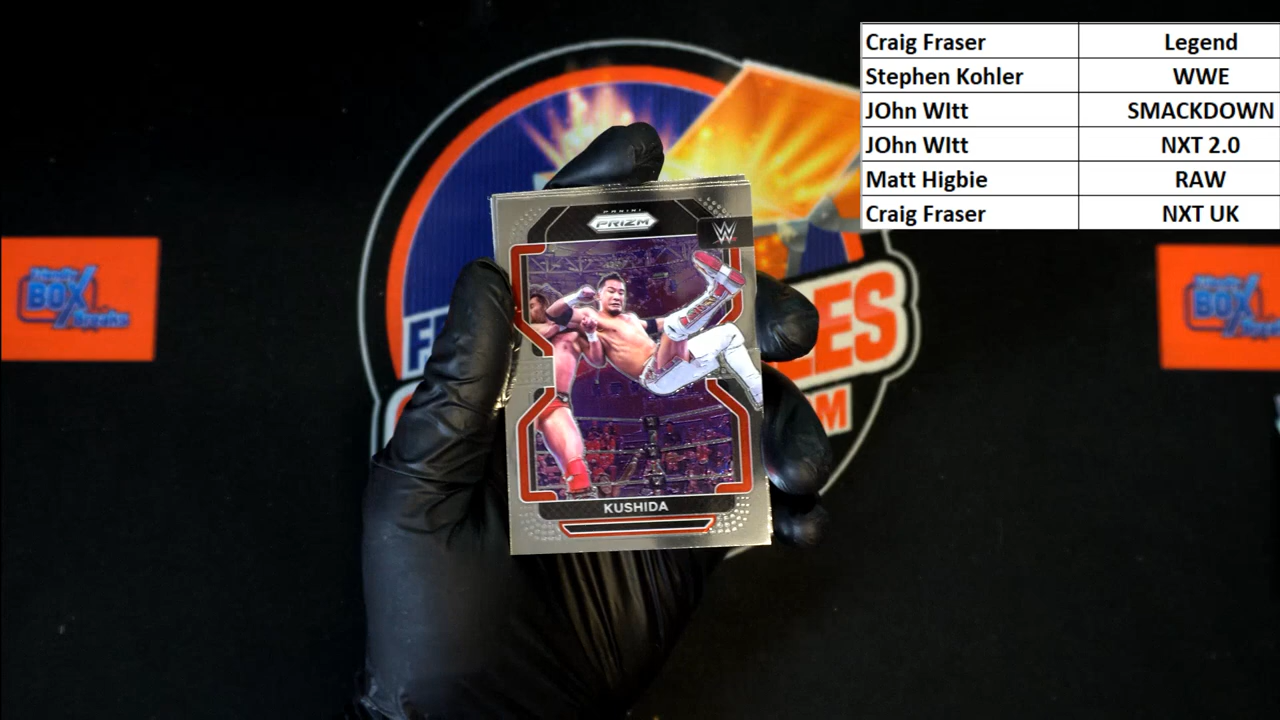 Craig Fraser Legend
Stephen Kohler WWE
JOhn WItt SMACKDOWN
JOhn WItt NXT 2.0
Matt Higbie RAW
Craig Fraser NXT UK
PANINI
PRIZM
W
KUSHIDA
BOX
BOX